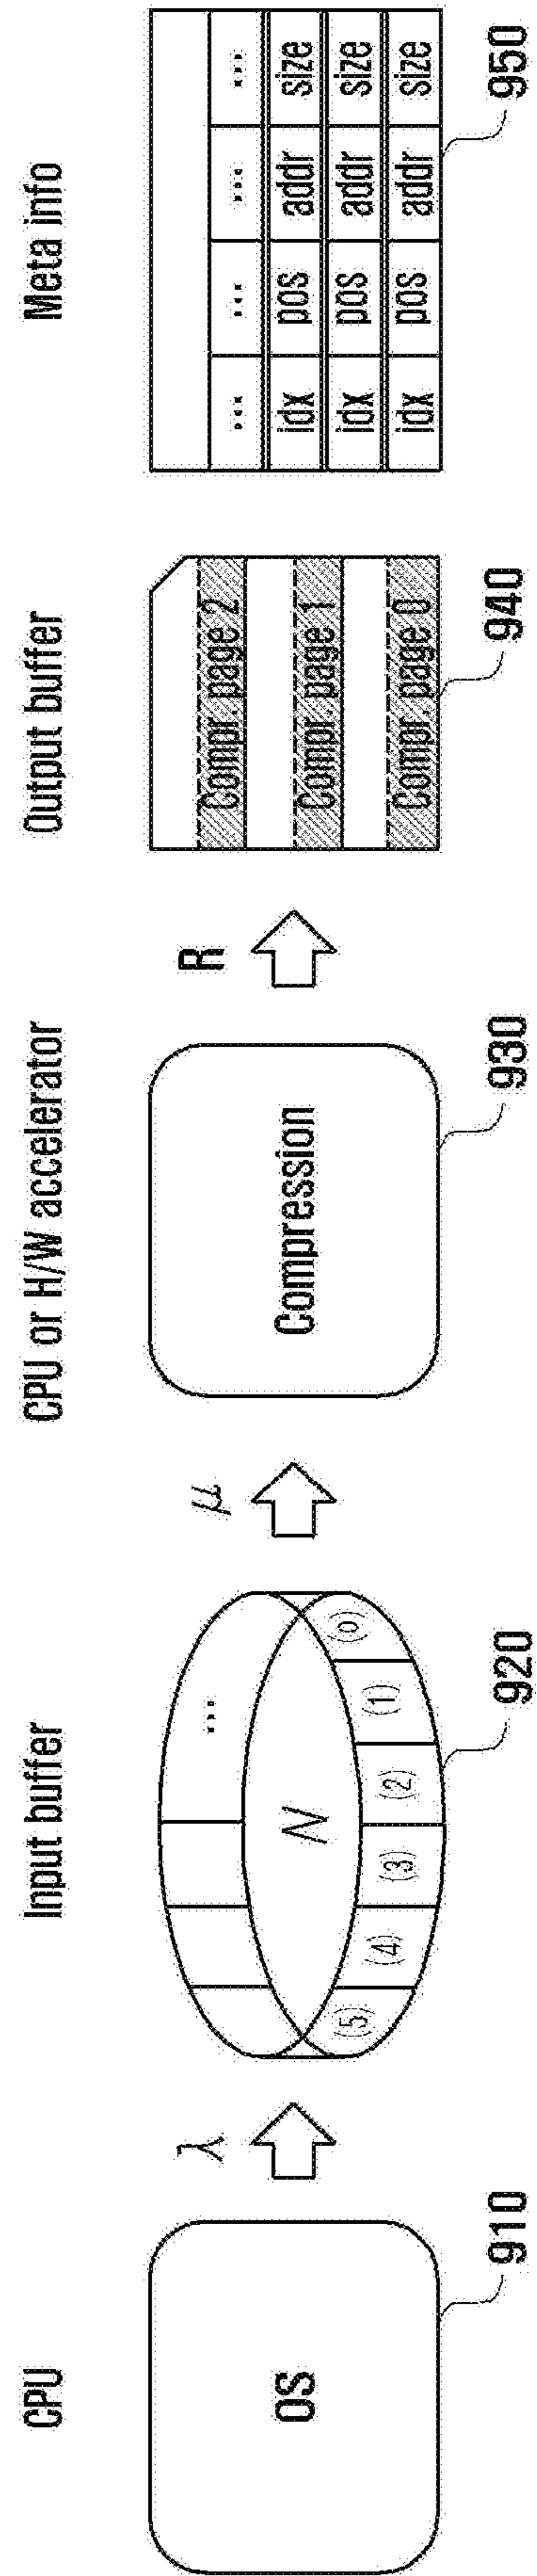 CPU
OS
910
λ
Input buffer
N
...
(5)
(4)
(3)
(2)
(1)
(0)
920
μ
CPU or H/W accelerator
Compression
930
R
Output buffer
Compr. page 2
Compr. page 1
Compr. page 0
940
Meta info
... ... ... ...
idx pos addr size
idx pos addr size
idx pos addr size
950